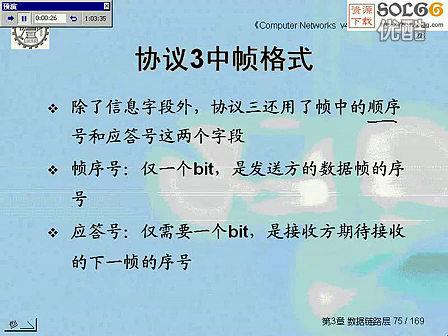 预演
0:00:26
1:03:35
《Computer Networks v4
资源下载
SOL66
优酷
协议3中帧格式
除了信息字段外，协议三还用了帧中的顺序
号和应答号这两个字段
帧序号：仅一个bit，是发送方的数据帧的序
号
应答号：仅需要一个bit，是接收方期待接收
的下一帧的序号
第3章 数据链路层 75 / 169